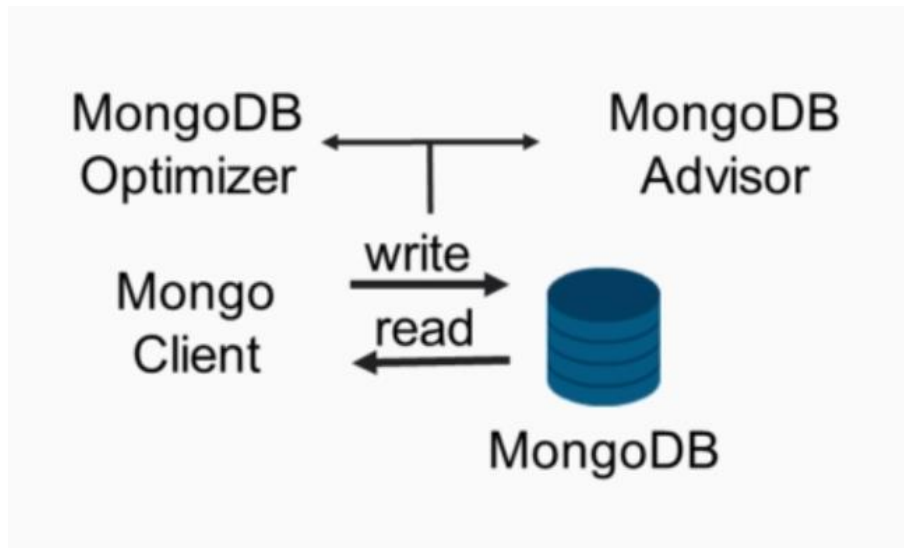 MongoDB
Optimizer
MongoDB
Advisor
write
Mongo
Client
read
MongoDB